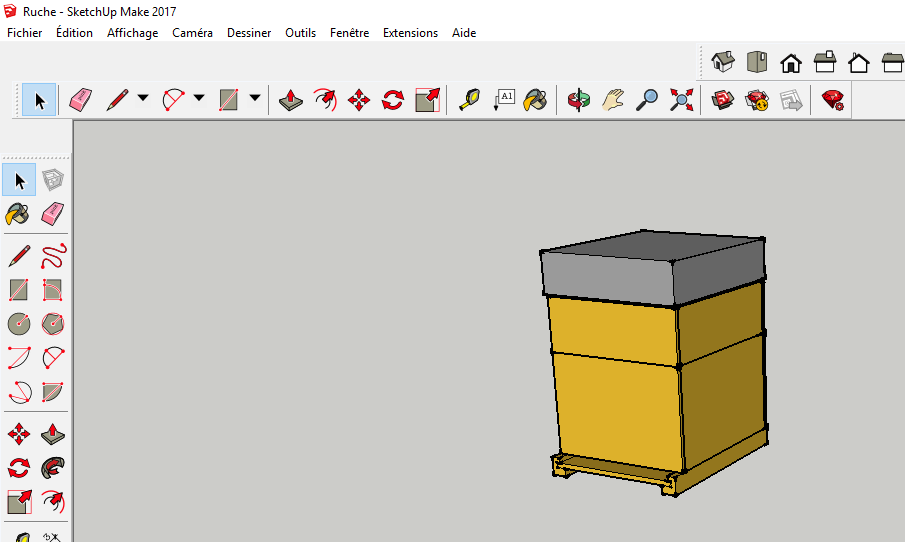 Ruche - SketchUp Make 2017
Fichier Édition Affichage Caméra Dessiner Outils Fenêtre Extensions Aide
A1